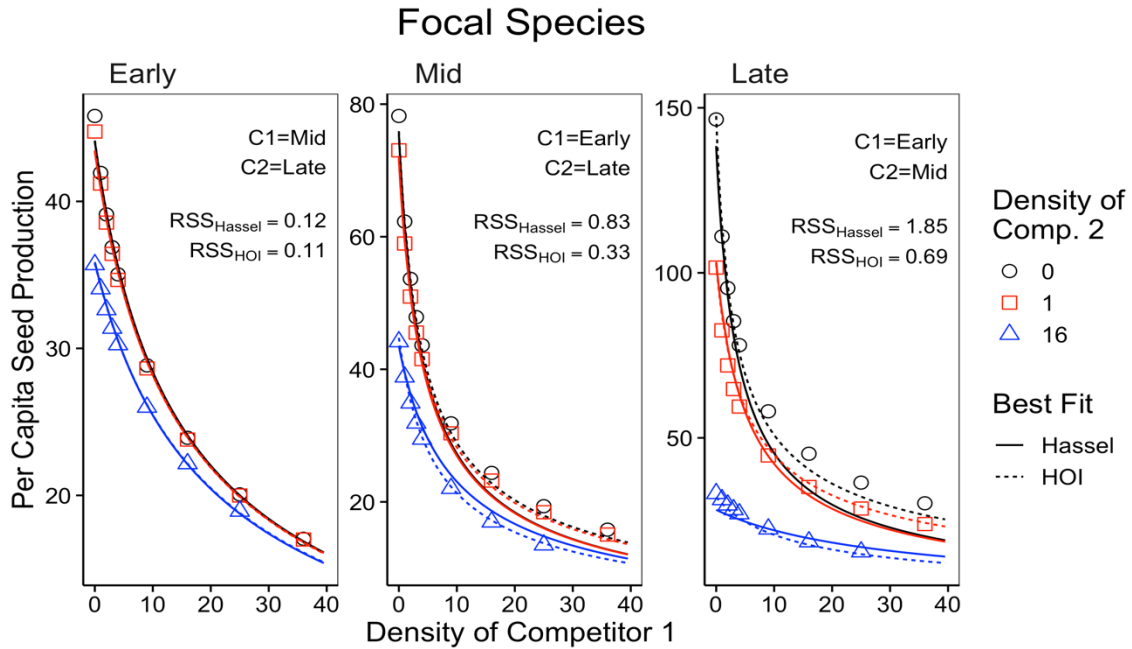 Focal Species
Early
Mid
Late
Per Capita Seed Production
40
30
20
0 10 20 30 40
C1=Mid
C2=Late
RSSHassel = 0.12
RSSHOI = 0.11
80
60
40
20
0 10 20 30 40
C1=Early
C2=Late
RSSHassel = 0.83
RSSHOI = 0.33
150
100
50
0 10 20 30 40
C1=Early
C2=Mid
RSSHassel = 1.85
RSSHOI = 0.69
Density of Competitor 1
Density of
Comp. 2
0
1
16
Best Fit
Hassel
HOI